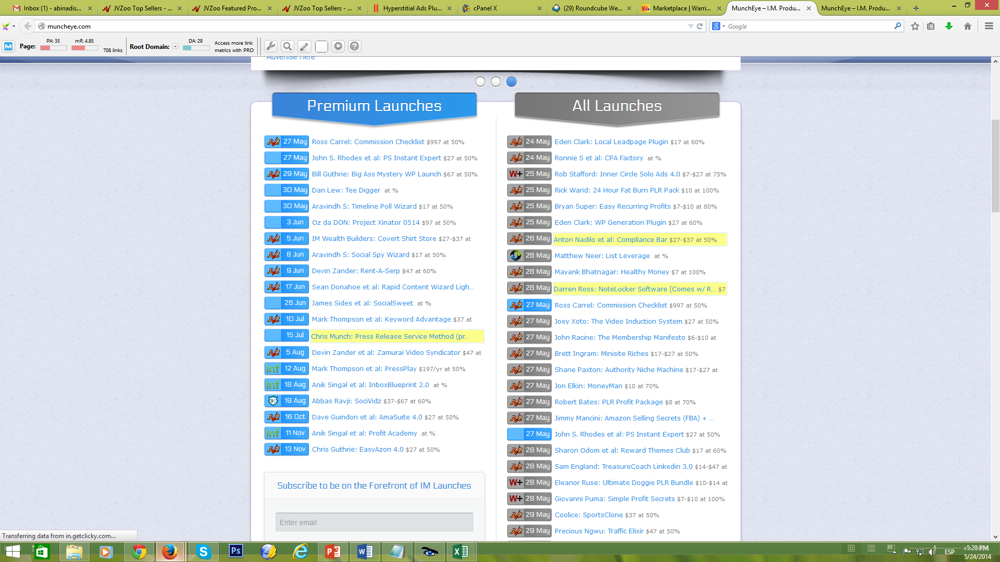 Inbox (1) - abinadis...
JVZoo Top Sellers - ...
JVZoo Featured Pro...
JVZoo Top Sellers - ...
Hyperstitial Ads Plu...
cPanel X
(29) Roundcube We...
Marketplace | Warri...
MunchEye – I.M. Produ...
MunchEye – I.M. Produ...
muncheye.com
Google
Page:
PA: 35
mR: 4.85
708 links
Root Domain:
DA: 29
Access more link
metrics with PRO
Advertise Here
Premium Launches
27 May Ross Carrel: Commission Checklist $997 at 50%
27 May John S. Rhodes et al: PS Instant Expert $27 at 50%
29 May Bill Guthrie: Big Ass Mystery WP Launch $67 at 50%
30 May Dan Lew: Tee Digger at %
30 May Aravindh S: Timeline Poll Wizard $17 at 50%
3 Jun Oz da DON: Project Xinator 0514 $97 at 50%
5 Jun IM Wealth Builders: Covert Shirt Store $27-$37 at
8 Jun Aravindh S: Social Spy Wizard $17 at 50%
9 Jun Devin Zander: Rent-A-Serp $47 at 60%
17 Jun Sean Donahoe et al: Rapid Content Wizard Ligh...
26 Jun James Sides et al: SocialSweet at %
10 Jul Mark Thompson et al: Keyword Advantage $37 at
15 Jul Chris Munch: Press Release Service Method (pr...
5 Aug Devin Zander et al: Zamurai Video Syndicator $47 at
Inf 12 Aug Mark Thompson et al: PressPlay $197/yr at 50%
Inf 18 Aug Anik Singal et al: InboxBlueprint 2.0 at %
19 Aug Abbas Ravji: SociVidz $37-$67 at 60%
16 Oct Dave Guindon et al: AmaSuite 4.0 $27 at 50%
Inf 11 Nov Anik Singal et al: Profit Academy at %
13 Nov Chris Guthrie: EasyAzon 4.0 $27 at 50%
Subscribe to be on the Forefront of IM Launches
Enter email
All Launches
24 May Eden Clark: Local Leadpage Plugin $17 at 60%
24 May Ronnie S et al: CPA Factory at %
W+ 25 May Rob Stafford: Inner Circle Solo Ads 4.0 $7-$27 at 75%
25 May Rick Warid: 24 Hour Fat Burn PLR Pack $10 at 100%
25 May Bryan Super: Easy Recurring Profits $7-$10 at 80%
25 May Eden Clark: WP Generation Plugin $27 at 60%
26 May Anton Nadilo et al: Compliance Bar $27-$37 at 50%
26 May Matthew Neer: List Leverage at %
26 May Mayank Bhatnagar: Healthy Money $7 at 100%
26 May Darren Ross: NoteLocker Software [Comes w/ R... $7
27 May Ross Carrel: Commission Checklist $997 at 50%
27 May Joey Xoto: The Video Induction System $27 at 50%
27 May John Racine: The Membership Manifesto $6-$10 at
27 May Brett Ingram: Minisite Riches $17-$27 at 50%
27 May Shane Paxton: Authority Niche Machine $17-$27 at
27 May Jon Elkin: MoneyMan $10 at 70%
27 May Robert Bates: PLR Profit Package $8 at 70%
27 May Jimmy Mancini: Amazon Selling Secrets (FBA) + ...
27 May John S. Rhodes et al: PS Instant Expert $27 at 50%
28 May Sharon Odom et al: Reward Themes Club $17 at 60%
28 May Sam England: TreasureCoach Linkedin 3.0 $14-$47 at
W+ 28 May Eleanor Ruse: Ultimate Doggie PLR Bundle $10-$14 at
W+ 28 May Giovanni Puma: Simple Profit Secrets $7-$10 at 100%
29 May Coolice: SportsClone $37 at 50%
29 May Precious Ngwu: Traffic Elixir $47 at 50%
Transferring data from in.getclicky.com...
ESP
5:20 PM
5/24/2014